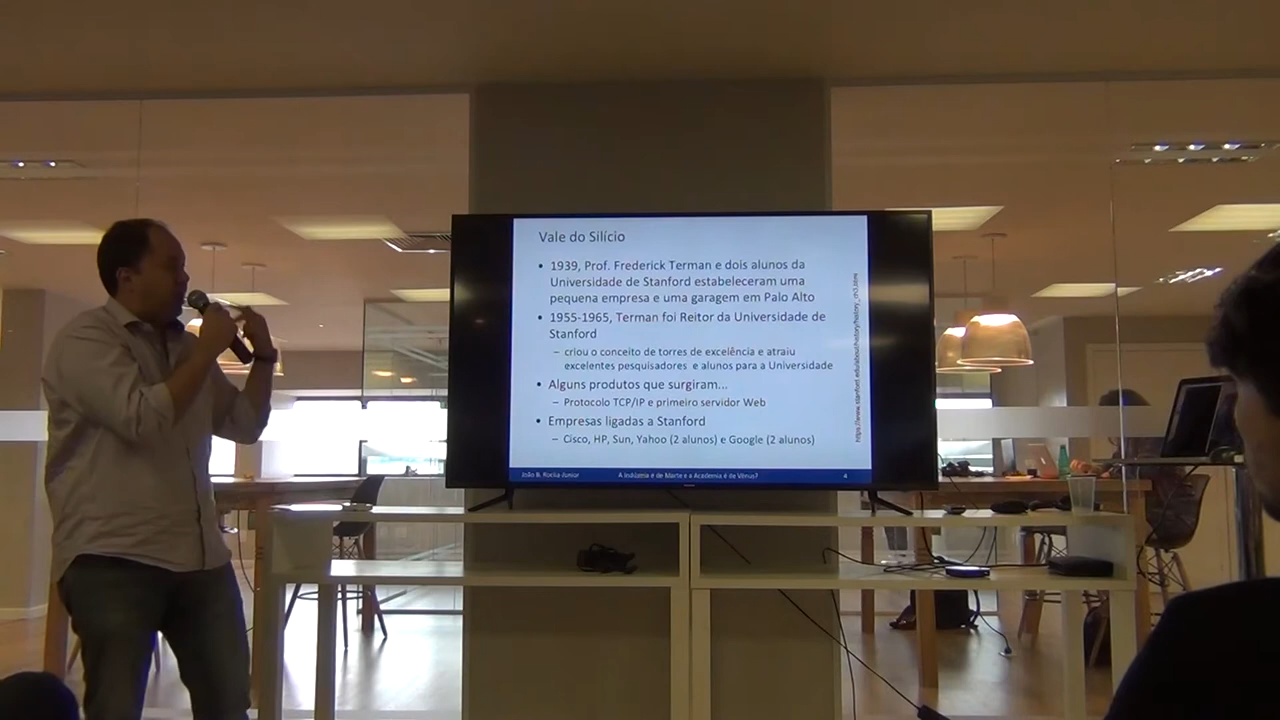 Vale do Silício
• 1939, Prof. Frederick Terman e dois alunos da
Universidade de Stanford estabeleceram uma
pequena empresa e uma garagem em Palo Alto
• 1955-1965, Terman foi Reitor da Universidade de
Stanford
– criou o conceito de torres de excelência e atraiu
excelentes pesquisadores e alunos para a Universidade
• Alguns produtos que surgiram...
– Protocolo TCP/IP e primeiro servidor Web
• Empresas ligadas a Stanford
– Cisco, HP, Sun, Yahoo (2 alunos) e Google (2 alunos)
João B. Rocha-Junior
A Indústria é de Marte e a Academia é de Vênus?
4